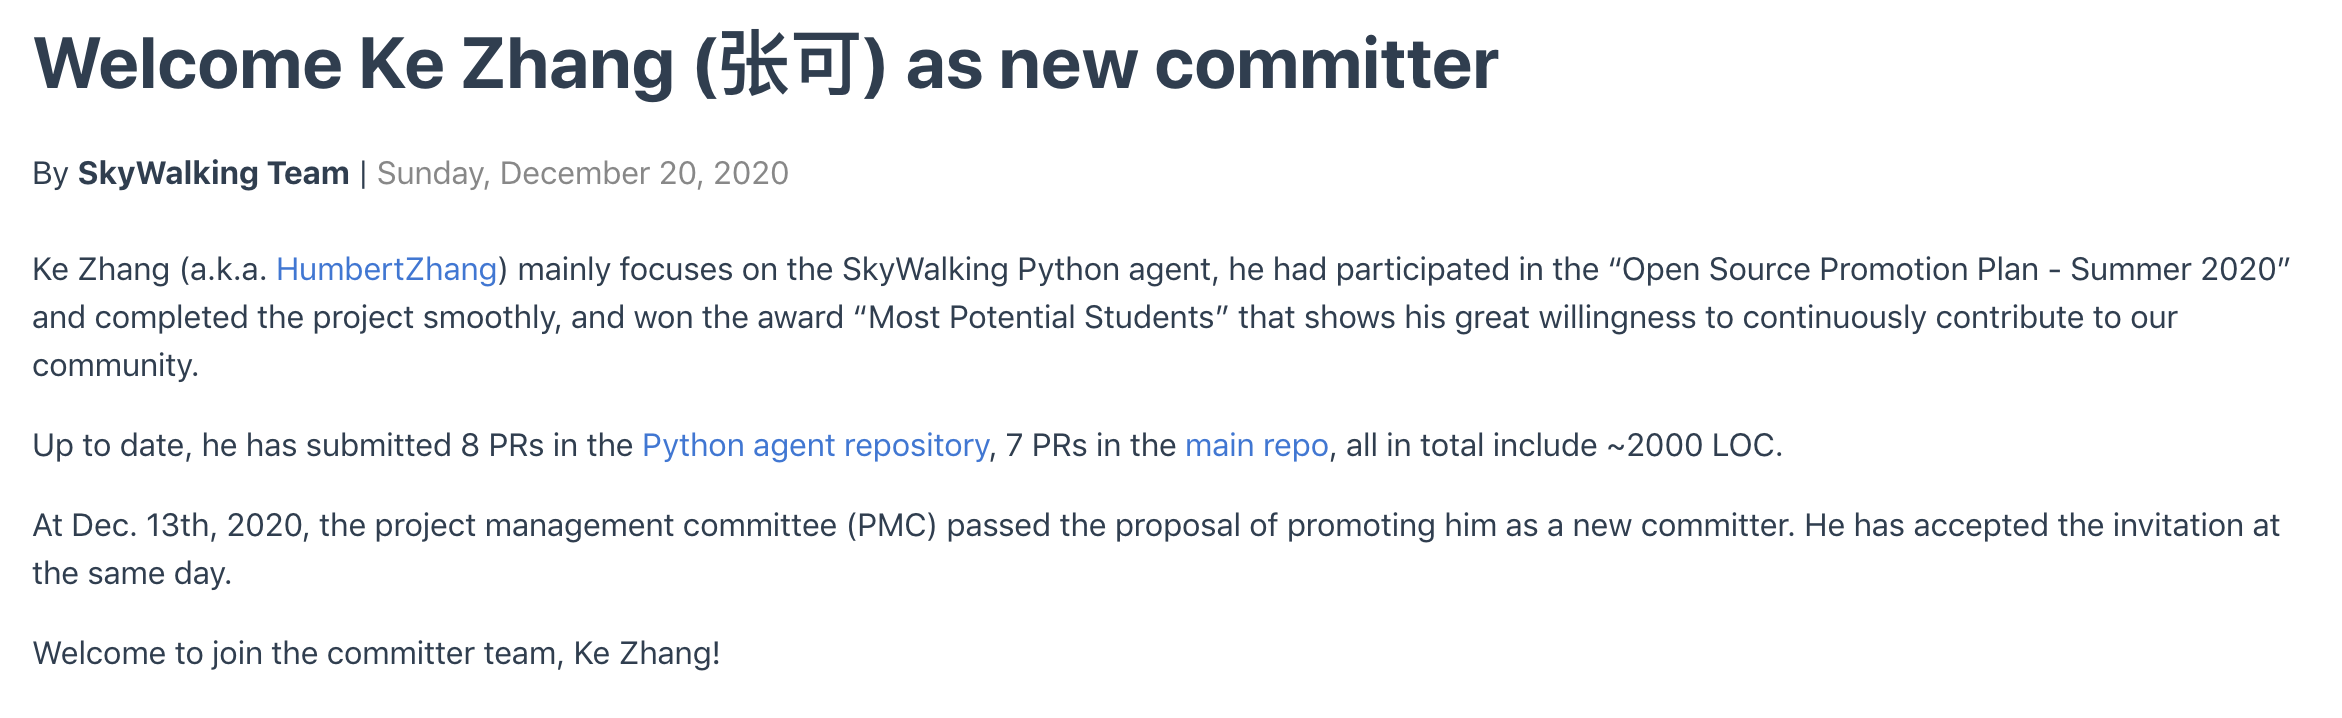 Welcome Ke Zhang (张可) as new committer
By SkyWalking Team | Sunday, December 20, 2020
Ke Zhang (a.k.a. HumbertZhang) mainly focuses on the SkyWalking Python agent, he had participated in the “Open Source Promotion Plan - Summer 2020”
and completed the project smoothly, and won the award “Most Potential Students” that shows his great willingness to continuously contribute to our
community.
Up to date, he has submitted 8 PRs in the Python agent repository, 7 PRs in the main repo, all in total include ~2000 LOC.
At Dec. 13th, 2020, the project management committee (PMC) passed the proposal of promoting him as a new committer. He has accepted the invitation at
the same day.
Welcome to join the committer team, Ke Zhang!